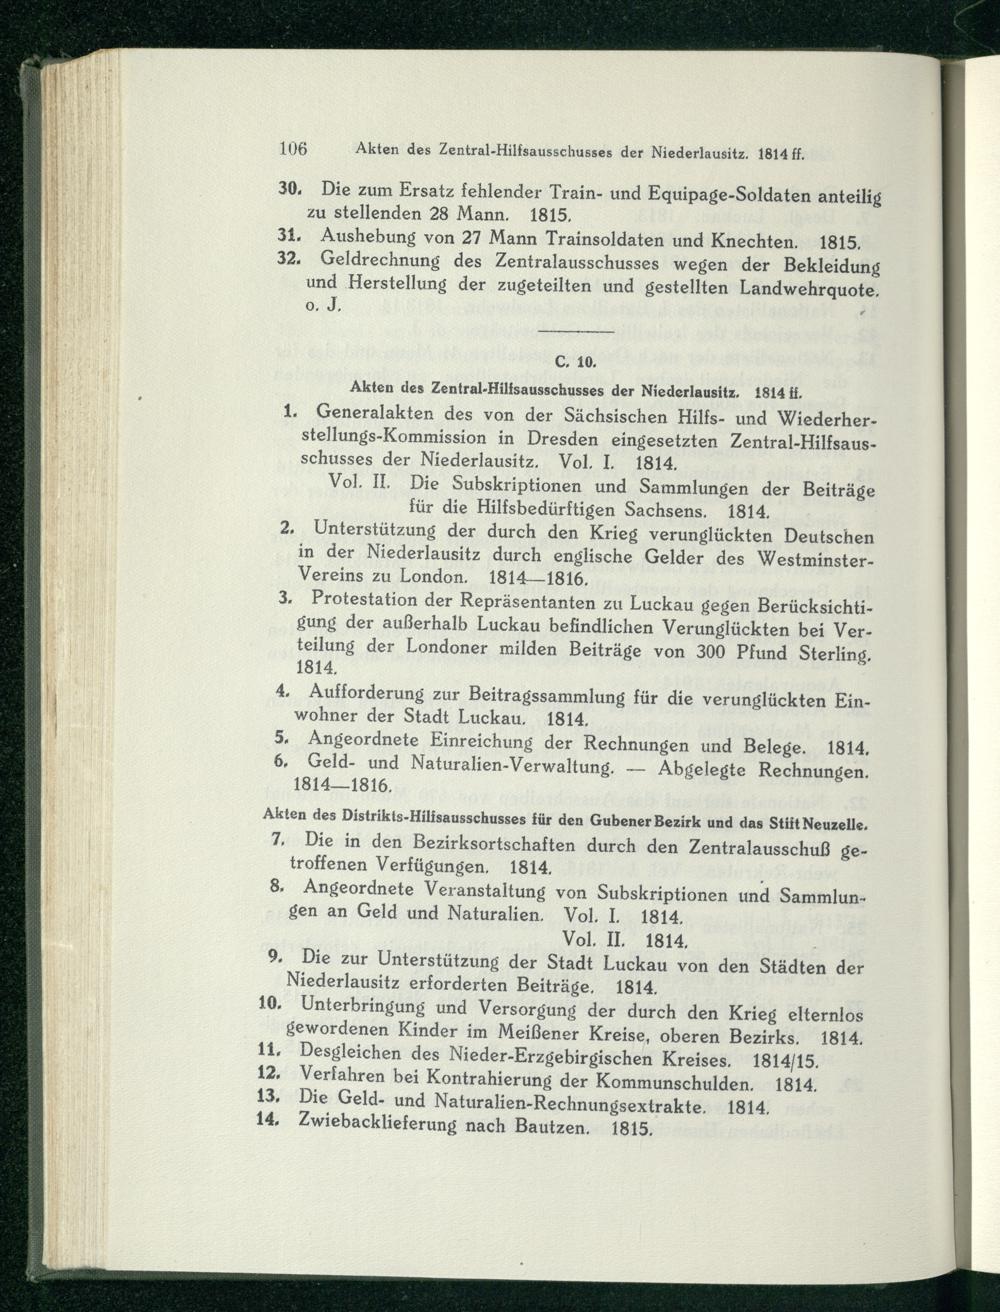 106 Akten des Zentral-Hilfsausschusses der Niederlausitz. 1814 ff.
30. Die zum Ersatz fehlender Train- und Equipage-Soldaten anteilig
zu stellenden 28 Mann. 1815.
31. Aushebung von 27 Mann Trainsoldaten und Knechten. 1815.
32. Geldrechnung des Zentralausschusses wegen der Bekleidung
und Herstellung der zugeteilten und gestellten Landwehrquote.
o. J.
C. 10.
Akten des Zentral-Hilfsausschusses der Niederlausitz. 1814 ff.
1. Generalakten des von der Sächsischen Hilfs- und Wiederher-
stellungs-Kommission in Dresden eingesetzten Zentral-Hilfsaus-
schusses der Niederlausitz. Vol. I. 1814.
Vol. II. Die Subskriptionen und Sammlungen der Beiträge
für die Hilfsbedürftigen Sachsens. 1814.
2. Unterstützung der durch den Krieg verunglückten Deutschen
in der Niederlausitz durch englische Gelder des Westminster-
Vereins zu London. 1814—1816.
3. Protestation der Repräsentanten zu Luckau gegen Berücksichti-
gung der außerhalb Luckau befindlichen Verunglückten bei Ver-
teilung der Londoner milden Beiträge von 300 Pfund Sterling.
1814.
4. Aufforderung zur Beitragssammlung für die verunglückten Ein-
wohner der Stadt Luckau. 1814.
5. Angeordnete Einreichung der Rechnungen und Belege. 1814.
6. Geld- und Naturalien-Verwaltung. — Abgelegte Rechnungen.
1814—1816.
Akten des Distrikts-Hilfsausschusses für den Gubener Bezirk und das Stift Neuzelle.
7. Die in den Bezirksortschaften durch den Zentralausschuß ge-
troffenen Verfügungen. 1814.
8. Angeordnete Veranstaltung von Subskriptionen und Sammlun-
gen an Geld und Naturalien. Vol. I. 1814.
Vol. II. 1814.
9. Die zur Unterstützung der Stadt Luckau von den Städten der
Niederlausitz erforderten Beiträge. 1814.
10. Unterbringung und Versorgung der durch den Krieg elternlos
gewordenen Kinder im Meißener Kreise, oberen Bezirks. 1814.
11. Desgleichen des Nieder-Erzgebirgischen Kreises. 1814/15.
12. Verfahren bei Kontrahierung der Kommunschulden. 1814.
13. Die Geld- und Naturalien-Rechnungsextrakte. 1814.
14. Zwiebacklieferung nach Bautzen. 1815.